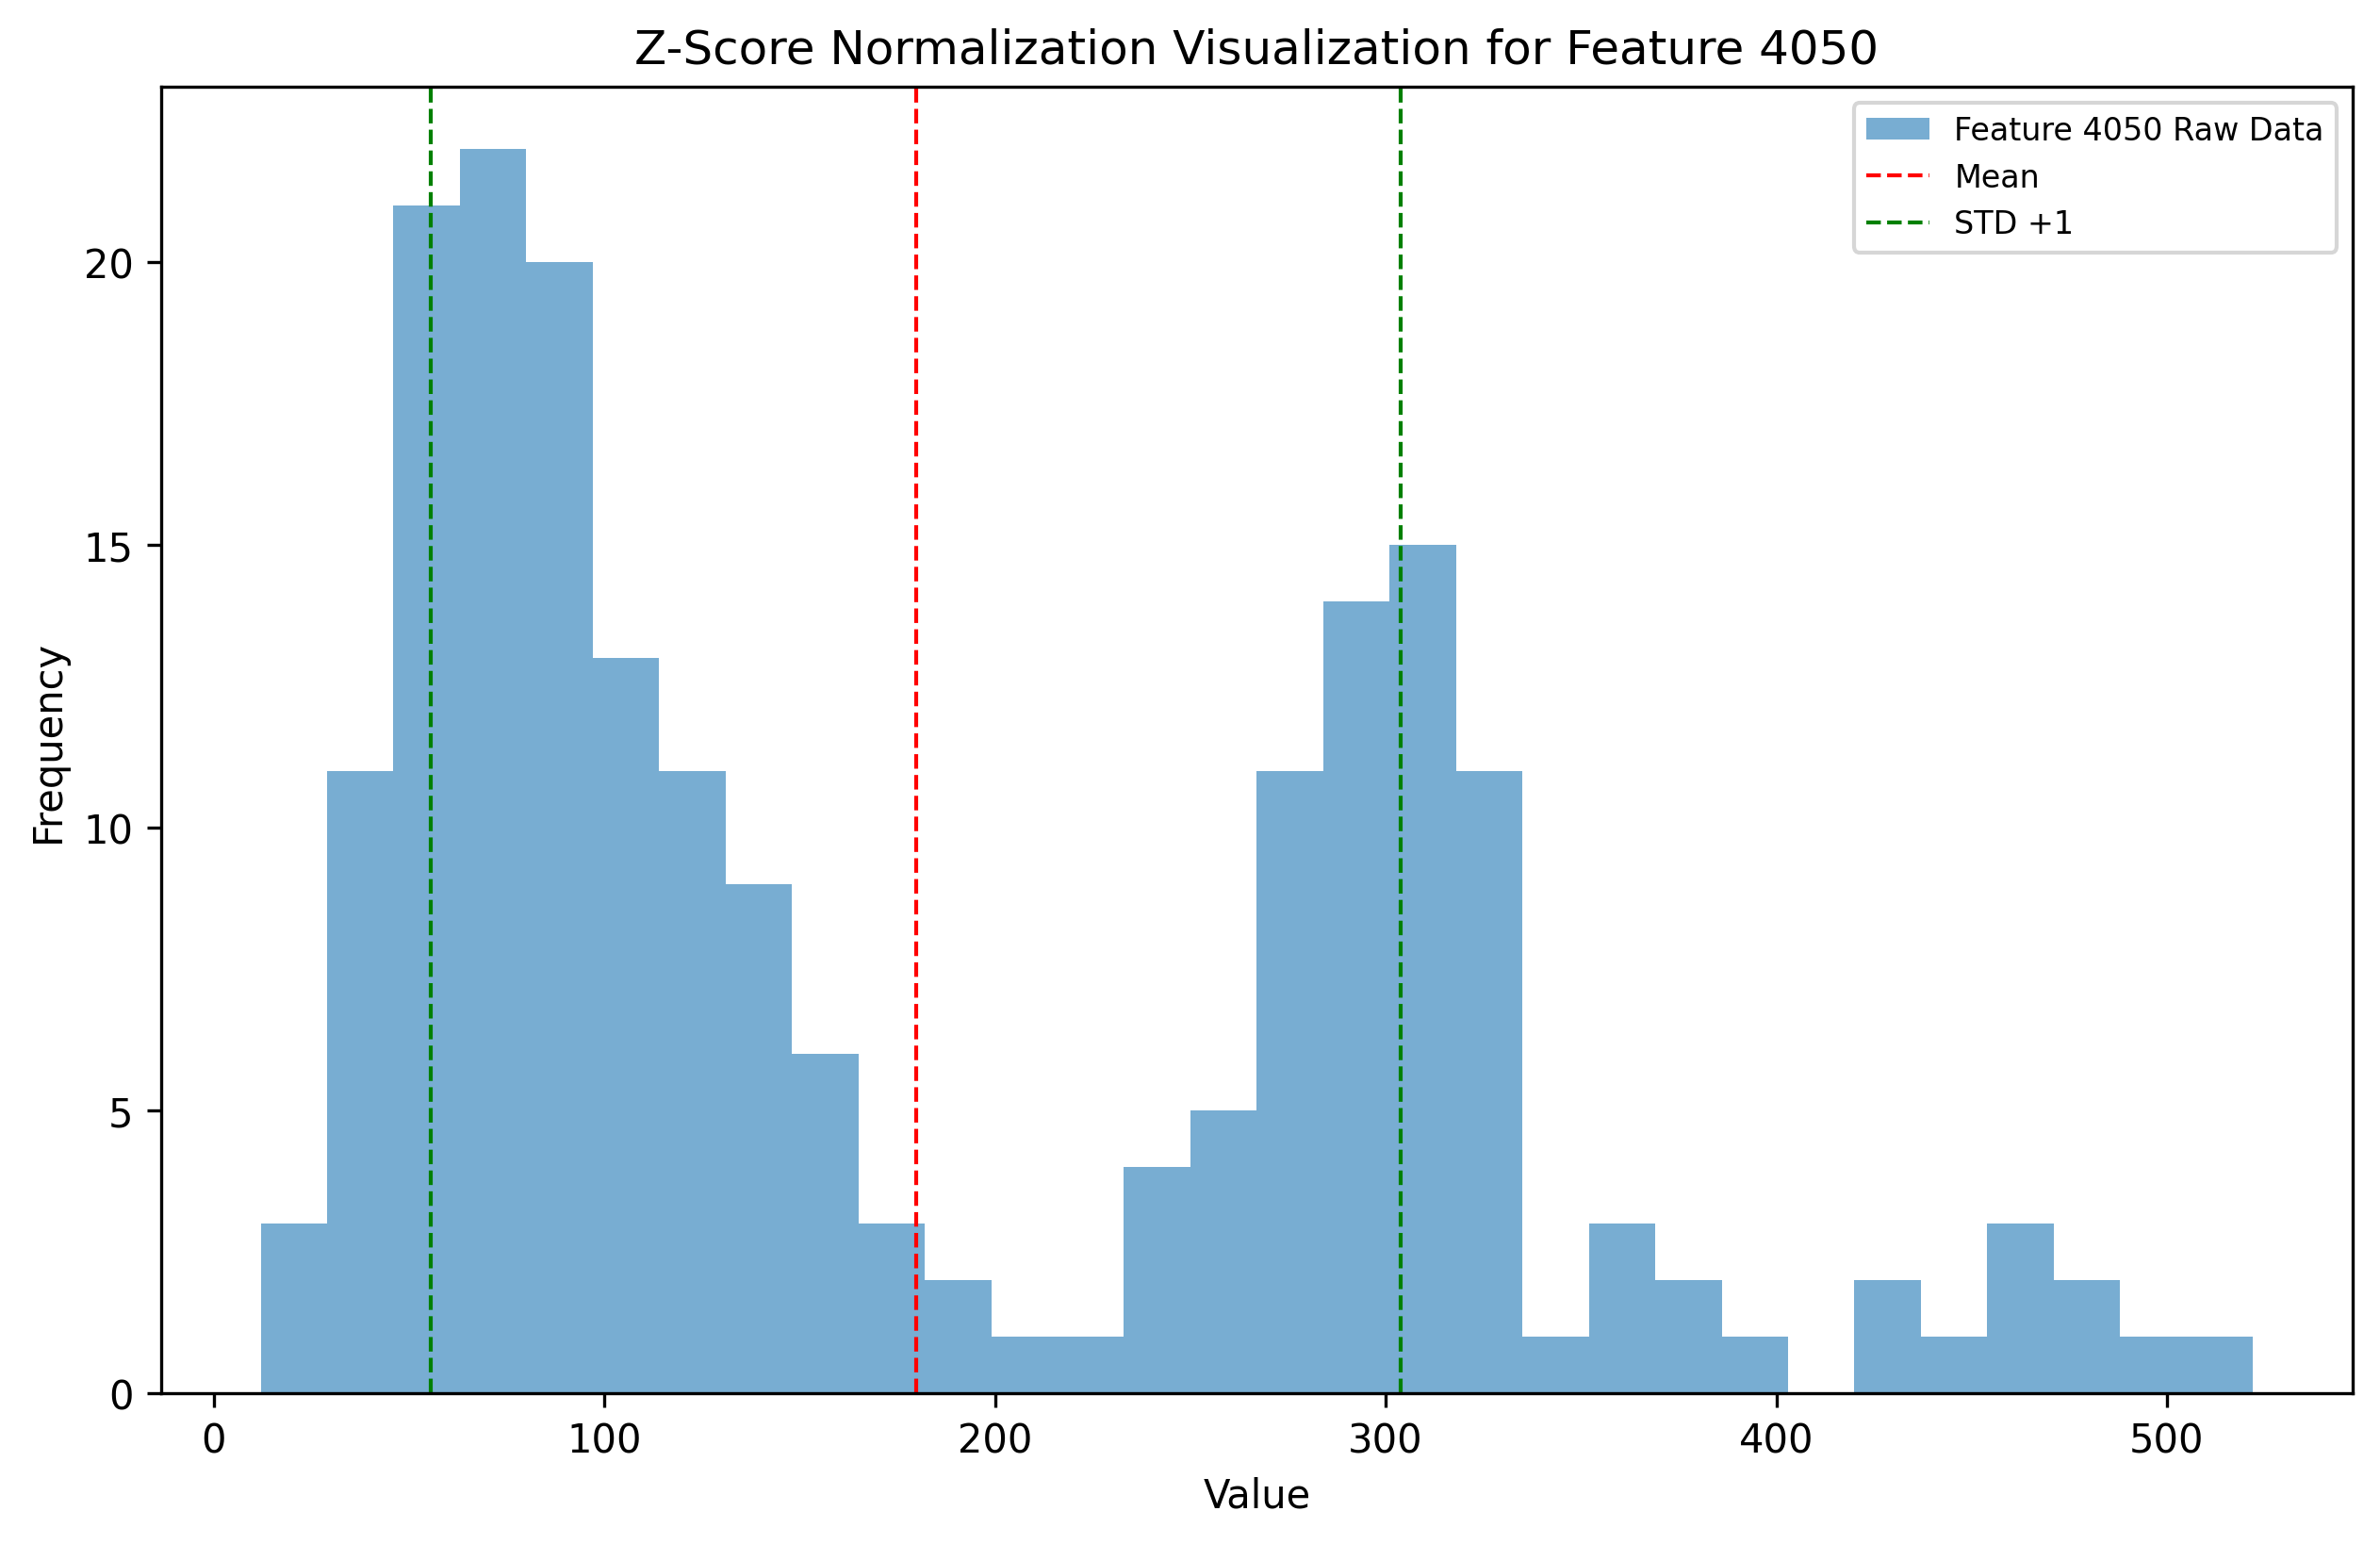 Z-Score Normalization Visualization for Feature 4050
Feature 4050 Raw Data
Mean
STD +1
Frequency
20
15
10
5
0
0 100 200 300 400 500
Value